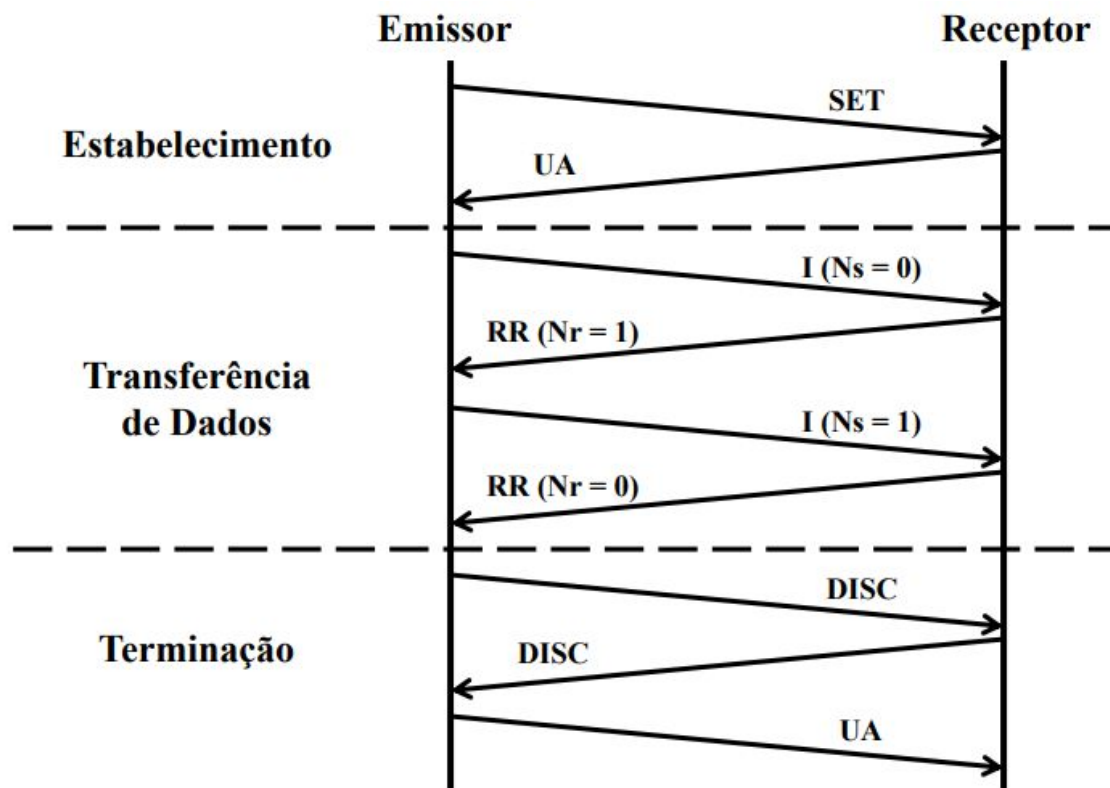 Emissor
Receptor
SET
Estabelecimento
UA
I (Ns = 0)
RR (Nr = 1)
Transferência
de Dados
I (Ns = 1)
RR (Nr = 0)
DISC
Terminação
DISC
UA